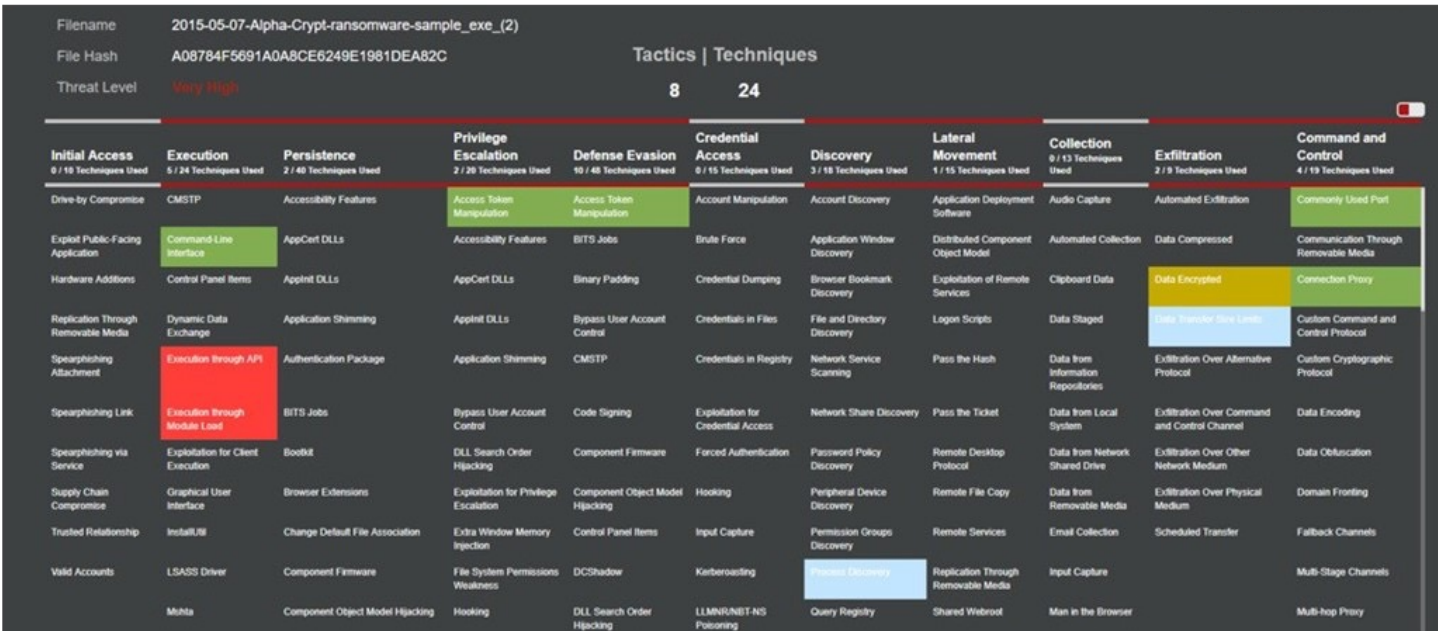 Filename 2015-05-07-Alpha-Crypt-ransomware-sample_exe_(2)
File Hash A08784F5691A0A8CE6249E1981DEA82C
Tactics | Techniques
Threat Level Very High
8 24
Initial Access Execution Persistence Privilege Escalation Defense Evasion Credential Access Discovery Lateral Movement Collection Exfiltration Command and Control
0 / 10 Techniques Used 5 / 24 Techniques Used 2 / 40 Techniques Used 2 / 20 Techniques Used 10 / 48 Techniques Used 0 / 15 Techniques Used 3 / 18 Techniques Used 1 / 15 Techniques Used 0 / 13 Techniques Used 2 / 9 Techniques Used 4 / 19 Techniques Used
Drive-by Compromise CMSTP Accessibility Features Access Token Manipulation Access Token Manipulation Account Manipulation Account Discovery Application Deployment Software Audio Capture Automated Exfiltration Commonly Used Port
Exploit Public-Facing Application Command-Line Interface AppCert DLLs Accessibility Features BITS Jobs Brute Force Application Window Discovery Distributed Component Object Model Automated Collection Data Compressed Communication Through Removable Media
Hardware Additions Control Panel Items AppInit DLLs AppCert DLLs Binary Padding Credential Dumping Browser Bookmark Discovery Exploitation of Remote Services Clipboard Data Data Encrypted Connection Proxy
Replication Through Removable Media Dynamic Data Exchange Application Shimming AppInit DLLs Bypass User Account Control Credentials in Files File and Directory Discovery Logon Scripts Data Staged Data Transfer Size Limits Custom Command and Control Protocol
Spearphishing Attachment Execution through API Authentication Package Application Shimming CMSTP Credentials in Registry Network Service Scanning Pass the Hash Data from Information Repositories Exfiltration Over Alternative Protocol Custom Cryptographic Protocol
Spearphishing Link Execution through Module Load BITS Jobs Bypass User Account Control Code Signing Exploitation for Credential Access Network Share Discovery Pass the Ticket Data from Local System Exfiltration Over Command and Control Channel Data Encoding
Spearphishing via Service Exploitation for Client Execution Bootkit DLL Search Order Hijacking Component Firmware Forced Authentication Password Policy Discovery Remote Desktop Protocol Data from Network Shared Drive Exfiltration Over Other Network Medium Data Obfuscation
Supply Chain Compromise Graphical User Interface Browser Extensions Exploitation for Privilege Escalation Component Object Model Hijacking Hooking Peripheral Device Discovery Remote File Copy Data from Removable Media Exfiltration Over Physical Medium Domain Fronting
Trusted Relationship InstallUtil Change Default File Association Extra Window Memory Injection Control Panel Items Input Capture Permission Groups Discovery Remote Services Email Collection Scheduled Transfer Fallback Channels
Valid Accounts LSASS Driver Component Firmware File System Permissions Weakness DCShadow Kerberoasting Process Discovery Replication Through Removable Media Input Capture Multi-Stage Channels
Mshta Component Object Model Hijacking Hooking DLL Search Order Hijacking LLMNR/NBT-NS Poisoning Query Registry Shared Webroot Man in the Browser Multi-hop Proxy